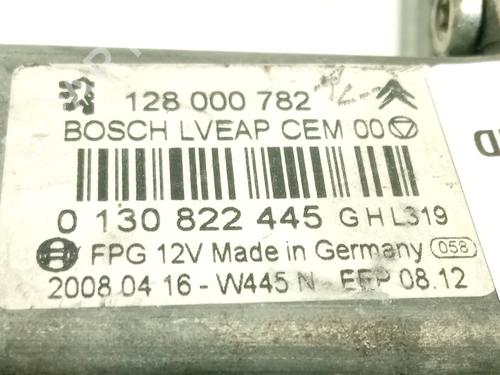 128 000 782
BOSCH LVEAP CEM 00
0 130 822 445 G H L319
FPG 12V Made in Germany 058
2008 04 16 - W445 N - EEP 08.12
D